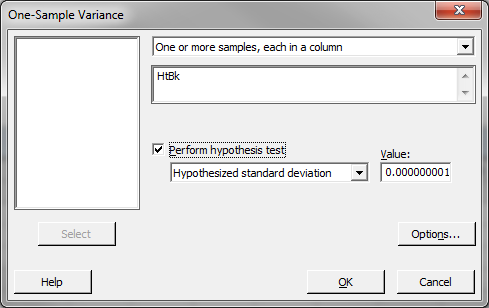 One-Sample Variance
One or more samples, each in a column
HtBk
Perform hypothesis test
Value:
Hypothesized standard deviation
0.000000001
Select
Options...
Help
OK
Cancel